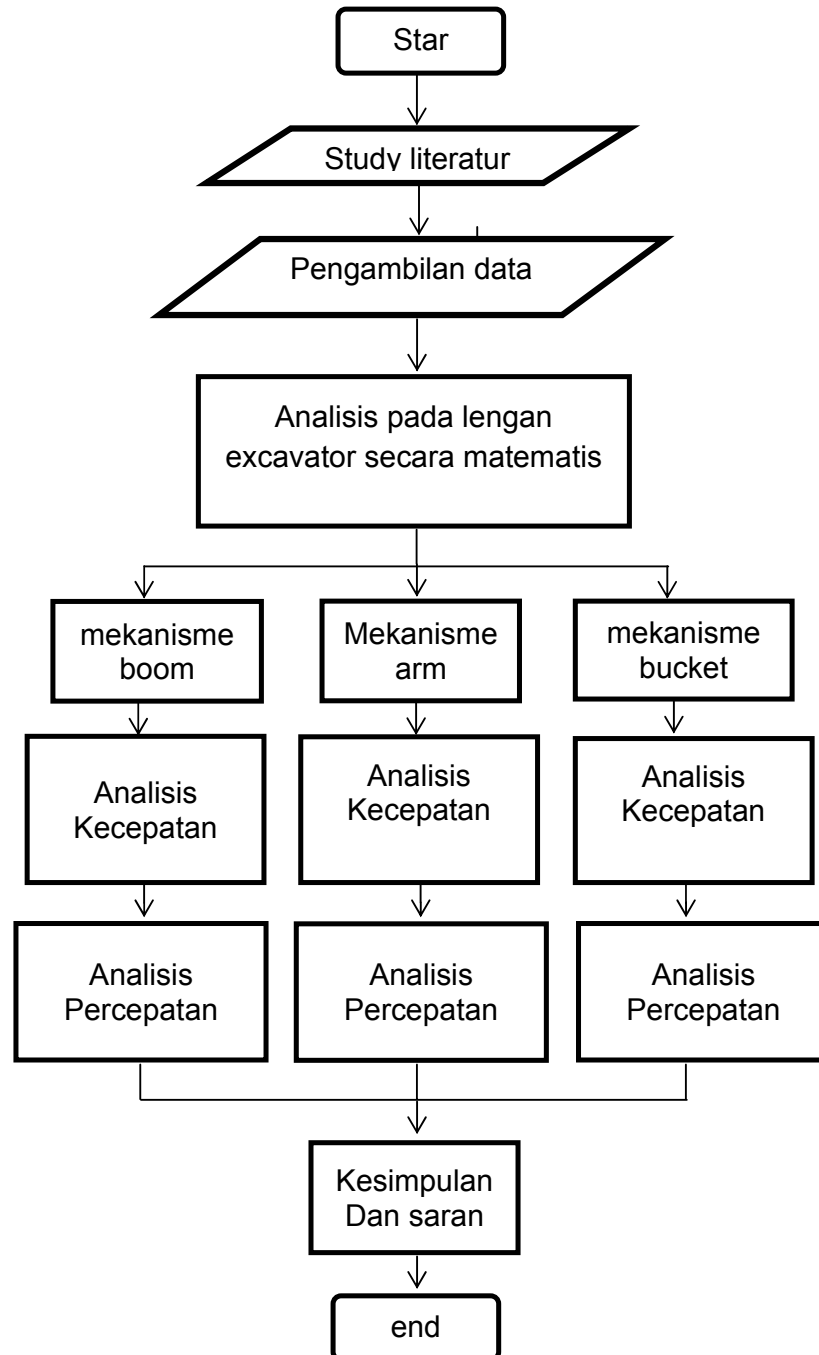 Star
Study literatur
Pengambilan data
Analisis pada lengan
excavator secara matematis
mekanisme
boom
Mekanisme
arm
mekanisme
bucket
Analisis
Kecepatan
Analisis
Kecepatan
Analisis
Kecepatan
Analisis
Percepatan
Analisis
Percepatan
Analisis
Percepatan
Kesimpulan
Dan saran
end